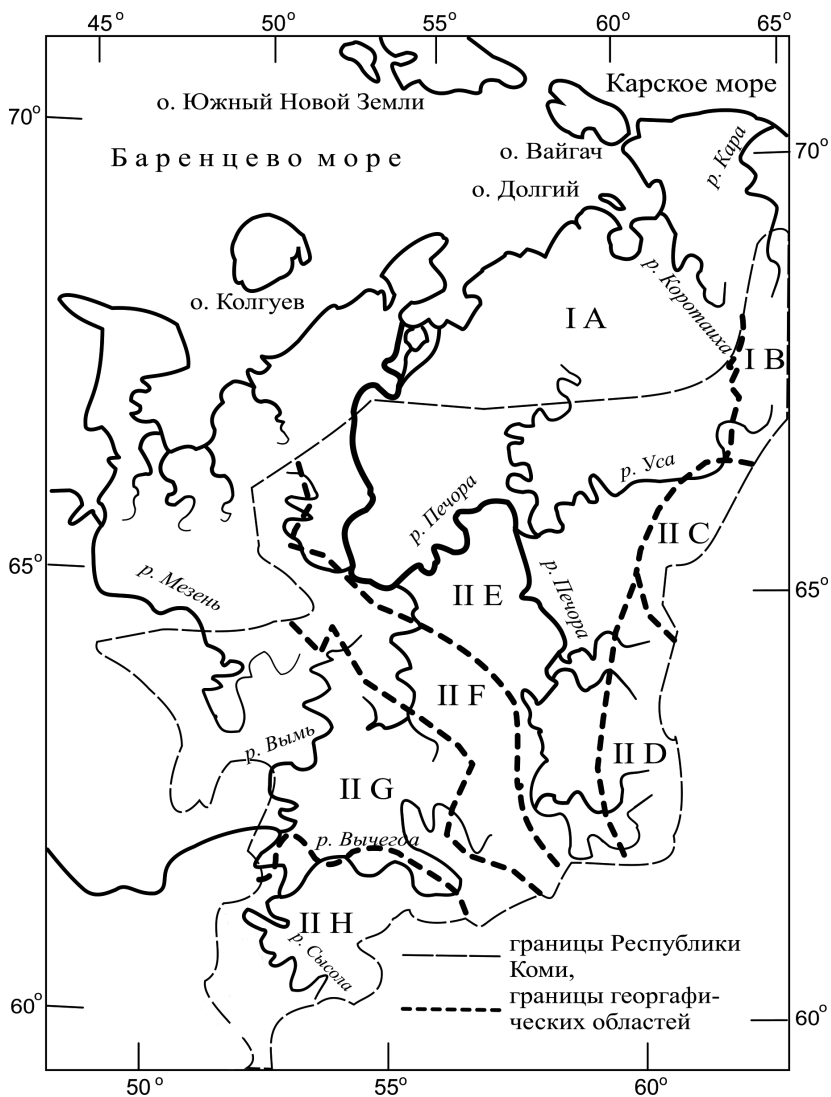 45°
50°
55°
60°
65°
Карское море
о. Южный Новой Земли
70°
70°
Баренцево море
о. Вайгач
р. Кара
о. Долгий
р. Коротаиха
о. Колгуев
I A
I B
р. Уса
р. Печора
II C
65°
р. Мезень
II E
р. Печора
65°
II F
р. Вымь
II D
II G
р. Вычегда
II H
р. Сысола
границы Республики
Коми,
60°
границы георгафи-
ческих областей
60°
50°
55°
60°